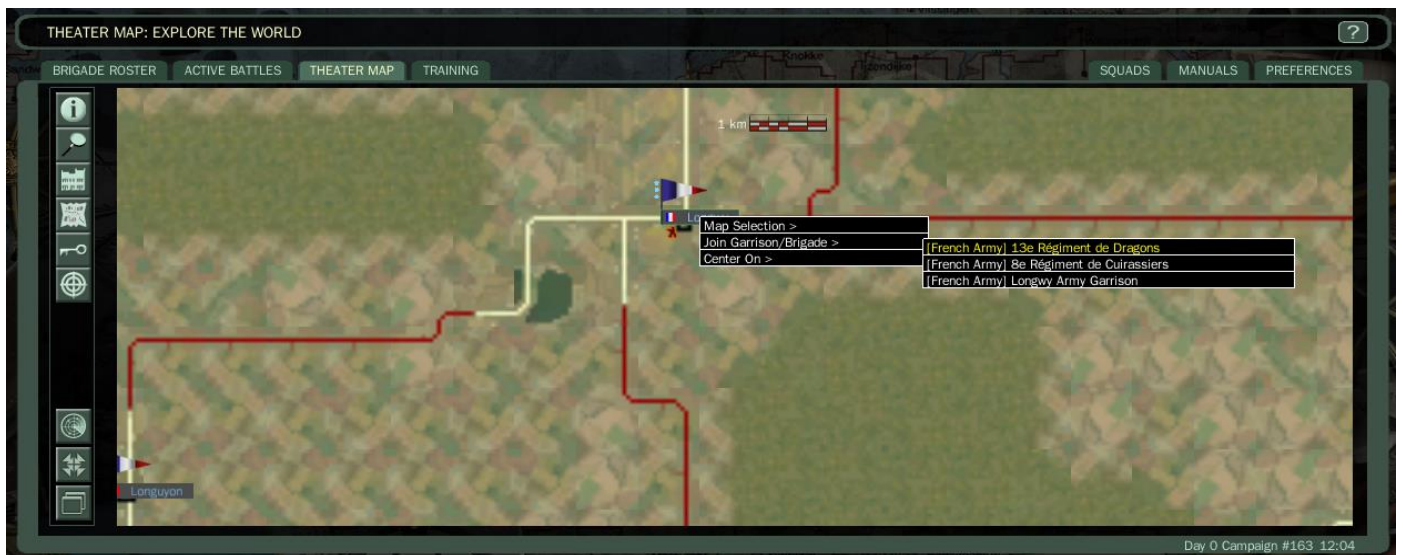 THEATER MAP: EXPLORE THE WORLD
?
BRIGADE ROSTER ACTIVE BATTLES THEATER MAP TRAINING SQUADS MANUALS PREFERENCES
Knokke
1 km
Map Selection >
Join Garrison/Brigade >
Center On >
[French Army] 13e Régiment de Dragons
[French Army] 8e Régiment de Cuirassiers
[French Army] Longwy Army Garrison
Longuyon
Day 0 Campaign #163 12:04